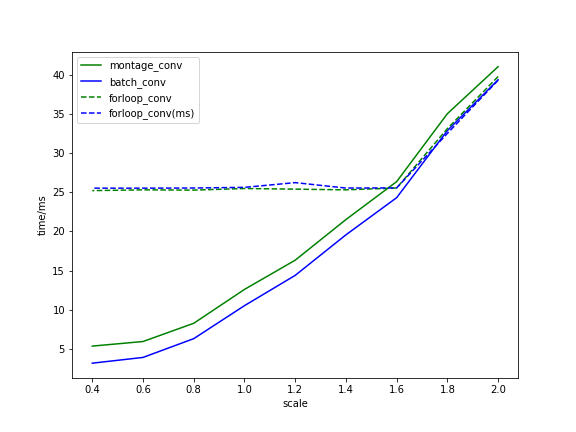 montage_conv
batch_conv
forloop_conv
forloop_conv(ms)
40
35
30
25
20
15
10
5
time/ms
0.4 0.6 0.8 1.0 1.2 1.4 1.6 1.8 2.0
scale